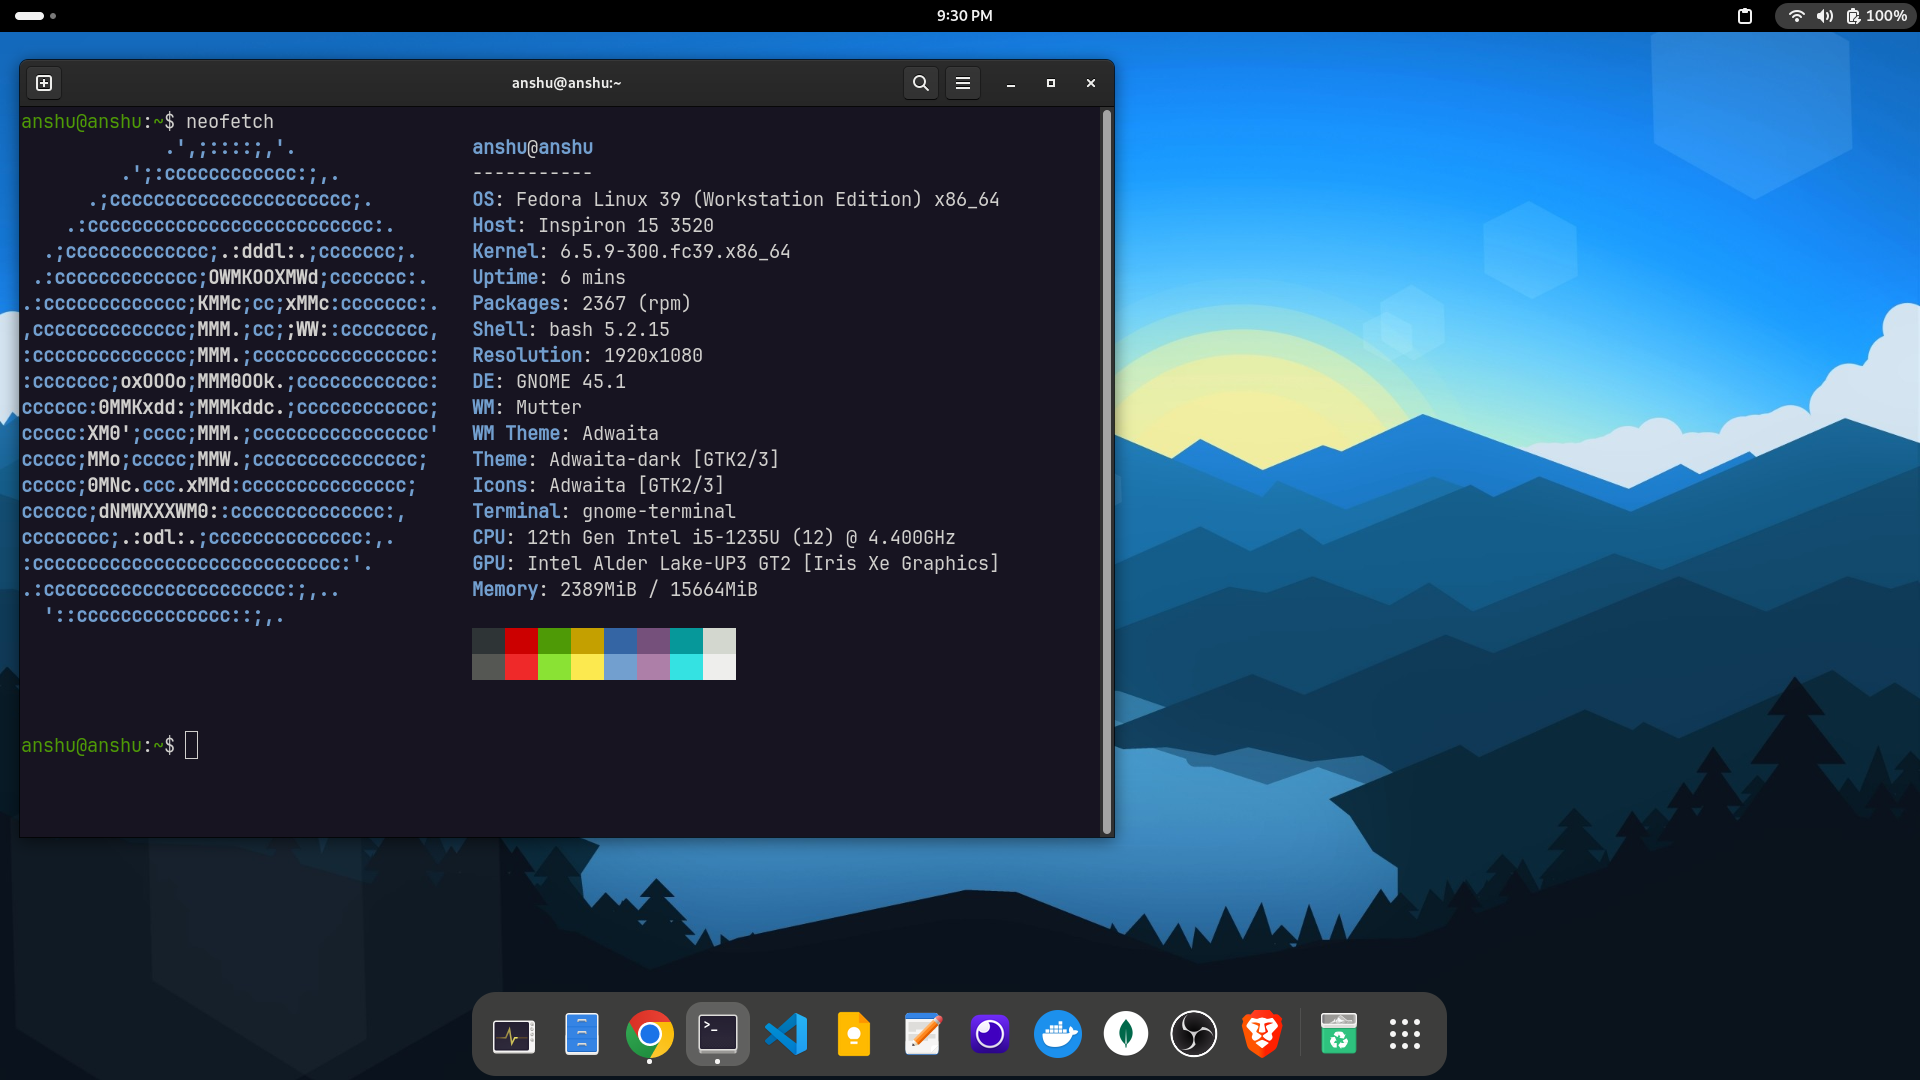 9:30 PM
100%
anshu@anshu:~
anshu@anshu:~$ neofetch
.',;::::;,'. anshu@anshu
.';:cccccccccccc:;,. -----------
.;cccccccccccccccccccccc;. OS: Fedora Linux 39 (Workstation Edition) x86_64
.:cccccccccccccccccccccccccc:. Host: Inspiron 15 3520
.;ccccccccccccc;.:dddl:.;ccccccc;. Kernel: 6.5.9-300.fc39.x86_64
.:ccccccccccccc;OWMKOOXMWd;ccccccc:. Uptime: 6 mins
.:ccccccccccccc;KMMc;cc;xMMc:ccccccc:. Packages: 2367 (rpm)
,cccccccccccccc;MMM.;cc;;WW::cccccccc, Shell: bash 5.2.15
:cccccccccccccc;MMM.;cccccccccccccccc: Resolution: 1920x1080
:ccccccc;oxOOOo;MMM0OOk.;cccccccccccc: DE: GNOME 45.1
cccccc:0MMKxdd:;MMMkddc.;cccccccccccc; WM: Mutter
ccccc:XM0';cccc;MMM.;cccccccccccccccc' WM Theme: Adwaita
ccccc;MMo;ccccc;MMW.;ccccccccccccccc; Theme: Adwaita-dark [GTK2/3]
ccccc;0MNc.ccc.xMMd:ccccccccccccccc; Icons: Adwaita [GTK2/3]
cccccc;dNMWXXXWM0::cccccccccccccc:, Terminal: gnome-terminal
cccccccc;.:odl:.;cccccccccccccc:,. CPU: 12th Gen Intel i5-1235U (12) @ 4.400GHz
:cccccccccccccccccccccccccccc:'. GPU: Intel Alder Lake-UP3 GT2 [Iris Xe Graphics]
.:cccccccccccccccccccccc:;,.. Memory: 2389MiB / 15664MiB
'::cccccccccccccc::;,.
anshu@anshu:~$